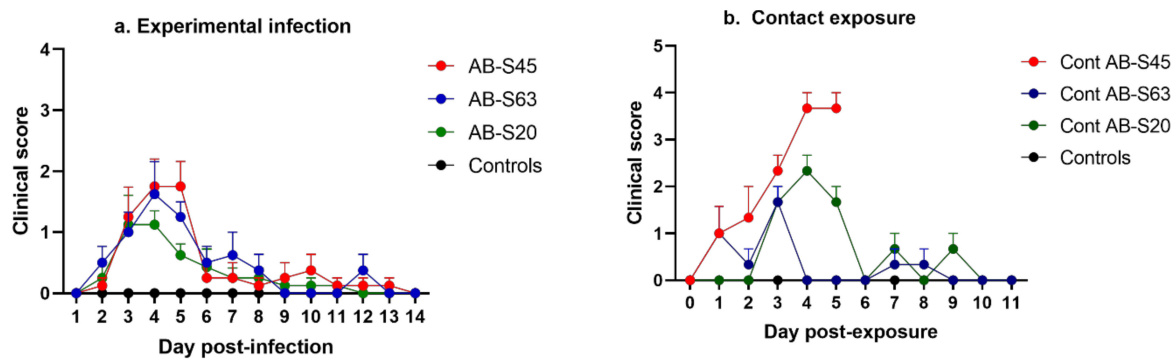 a. Experimental infection
4
3
2
1
0
Clinical score
1 2 3 4 5 6 7 8 9 10 11 12 13 14
Day post-infection
AB-S45
AB-S63
AB-S20
Controls
b. Contact exposure
5
4
3
2
1
0
Clinical score
0 1 2 3 4 5 6 7 8 9 10 11
Day post-exposure
Cont AB-S45
Cont AB-S63
Cont AB-S20
Controls